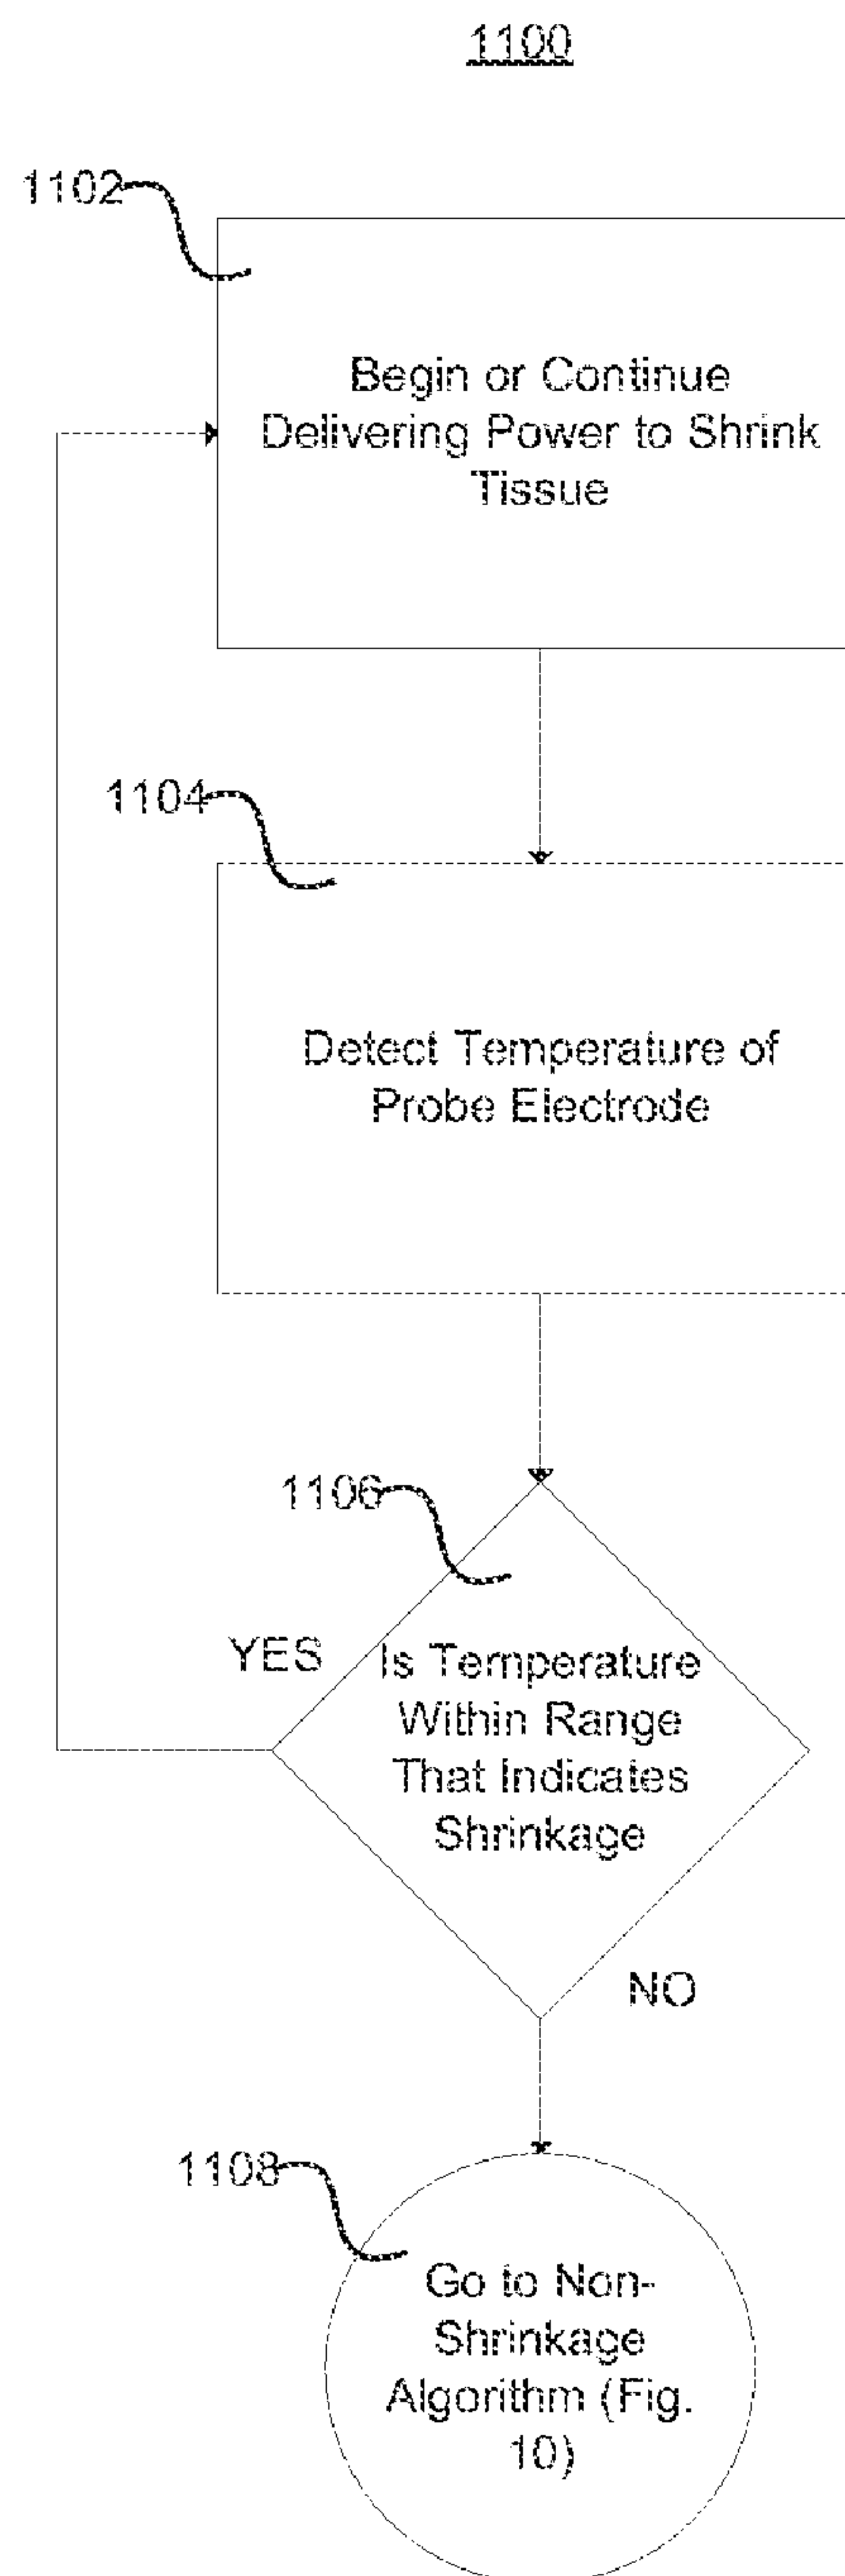 1100
1102
Begin or Continue
Delivering Power to Shrink
Tissue
1104
Detect Temperature of
Probe Electrode
1106
YES
Is Temperature
Within Range
That Indicates
Shrinkage
NO
1108
Go to Non-
Shrinkage
Algorithm (Fig.
10)